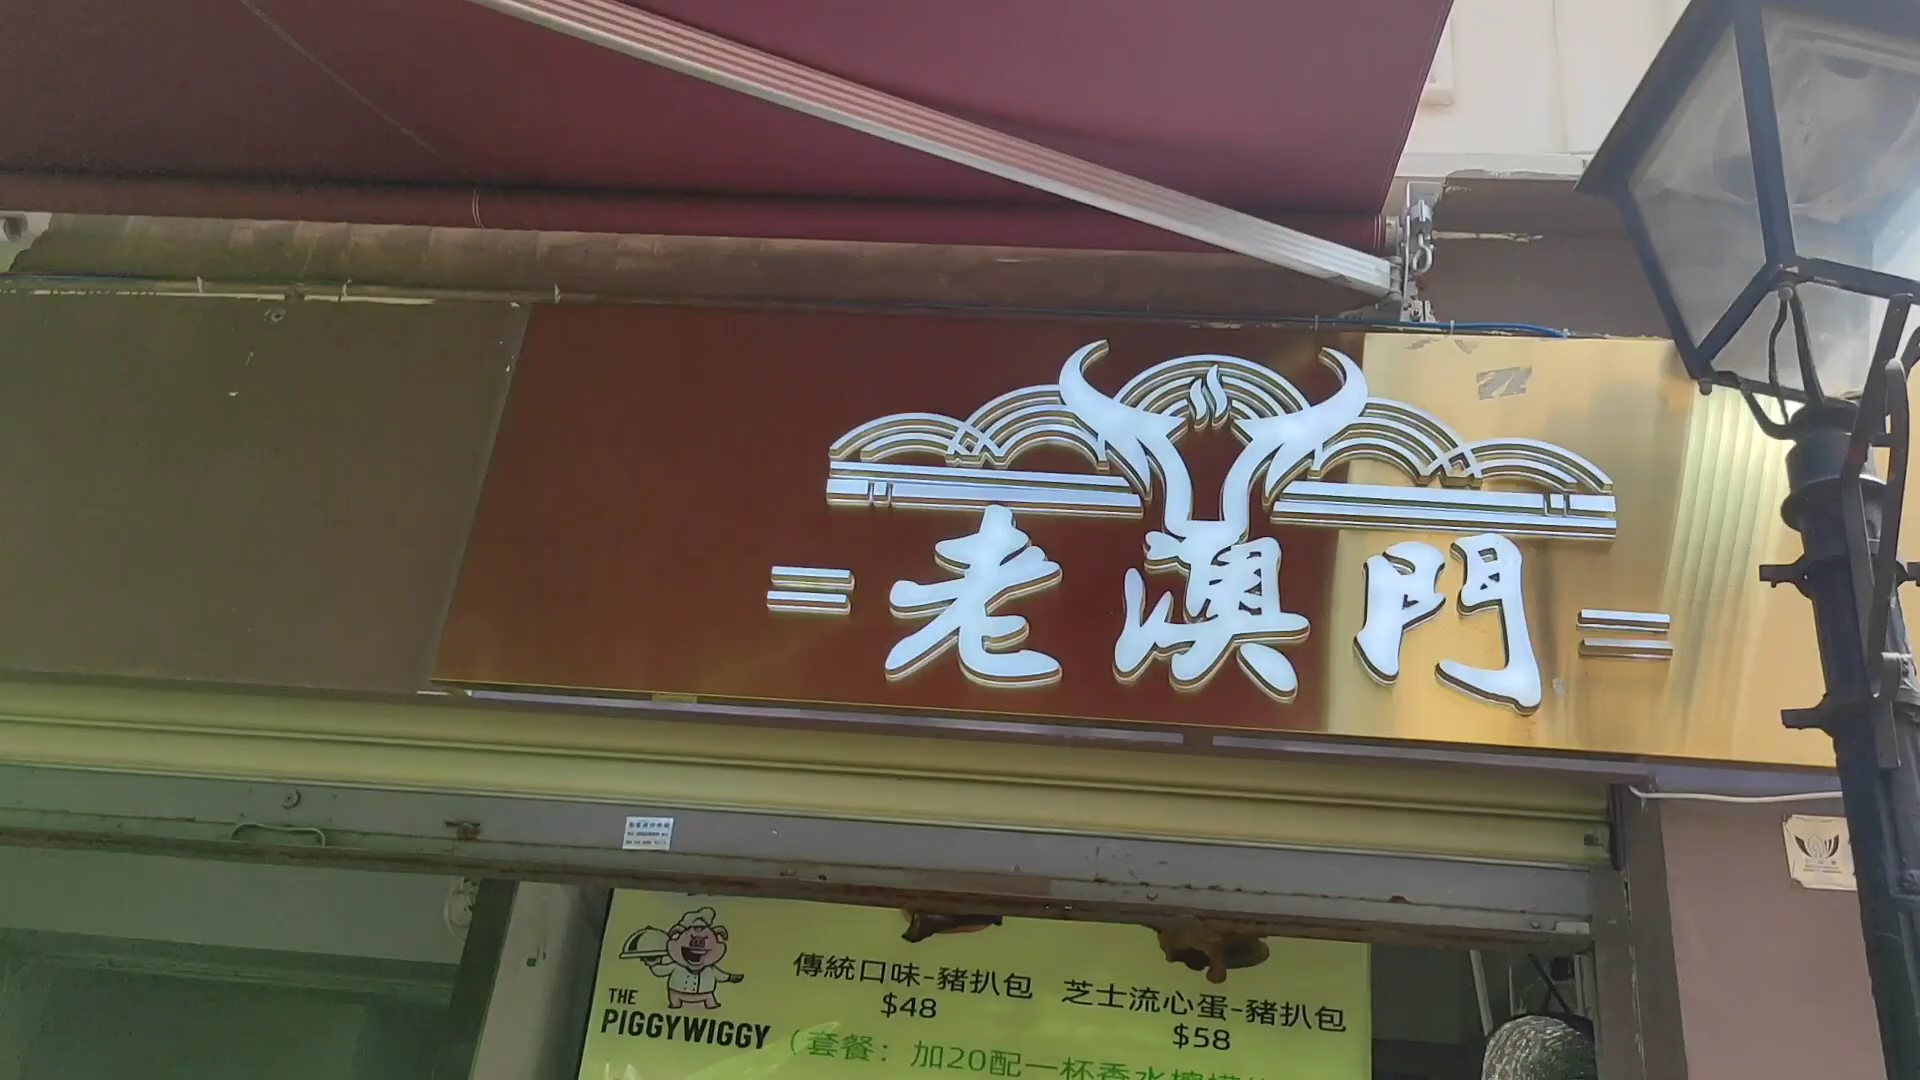 老澳門
THE
PIGGYWIGGY
傳統口味-豬扒包
$48
芝士流心蛋-豬扒包
$58
(套餐：加20配一杯香水檸檬